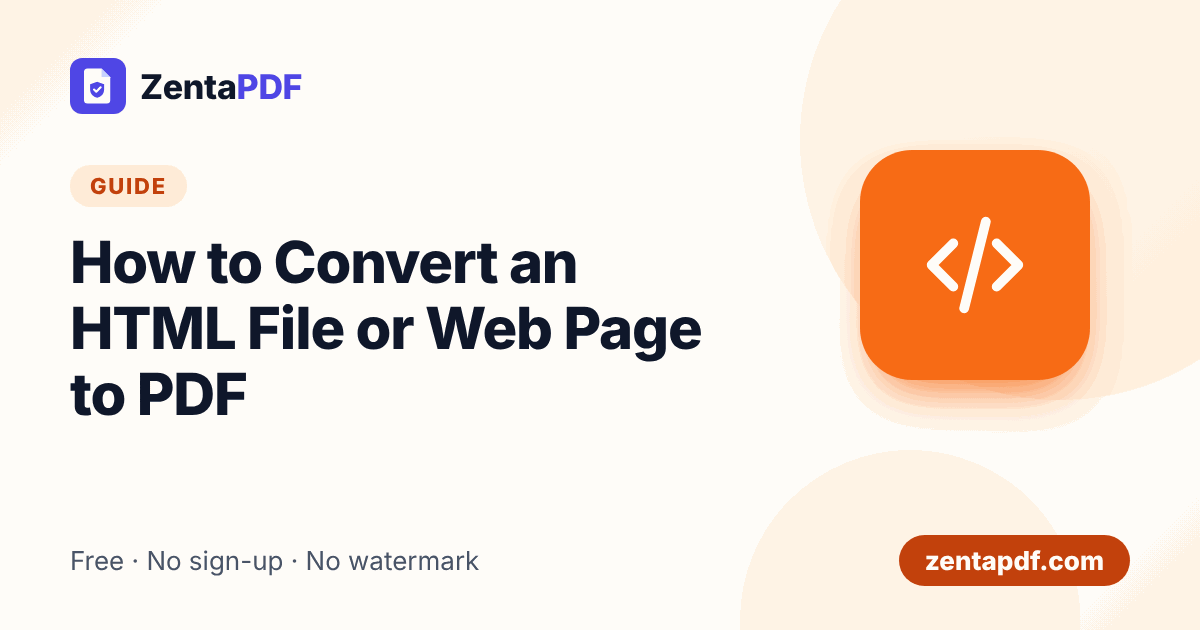 ZentaPDF
GUIDE
How to Convert an
HTML File or Web Page
to PDF
Free · No sign-up · No watermark
zentapdf.com